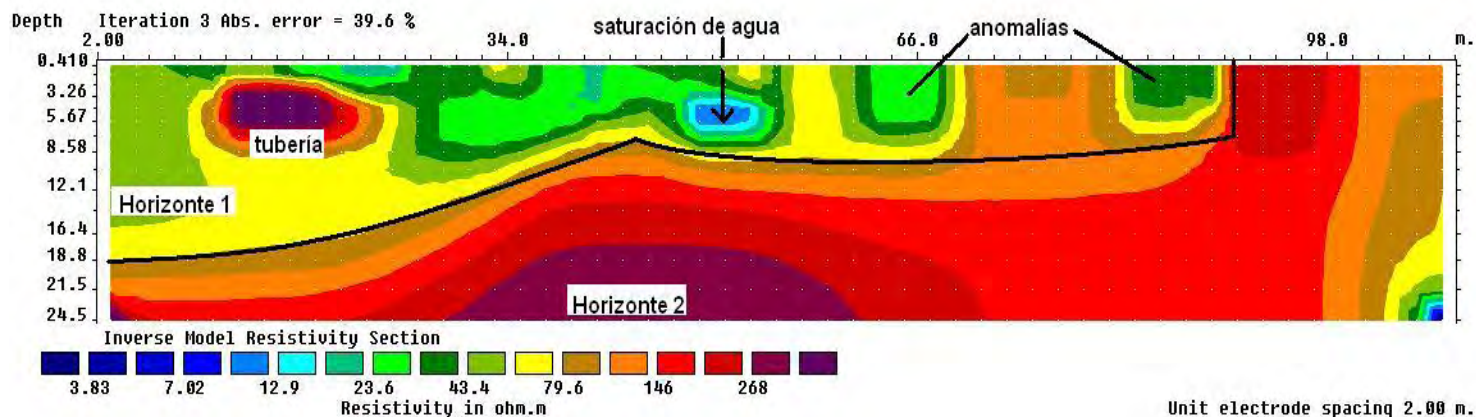 Depth Iteration 3 Abs. error = 39.6 %
saturación de agua
anomalías
2.00 34.0 66.0 98.0 m.
0.410
3.26
5.67
8.58
12.1
16.4
18.8
21.5
24.5
tubería
Horizonte 1
Horizonte 2
Inverse Model Resistivity Section
3.83 7.02 12.9 23.6 43.4 79.6 146 268
Resistivity in ohm.m
Unit electrode spacing 2.00 m.